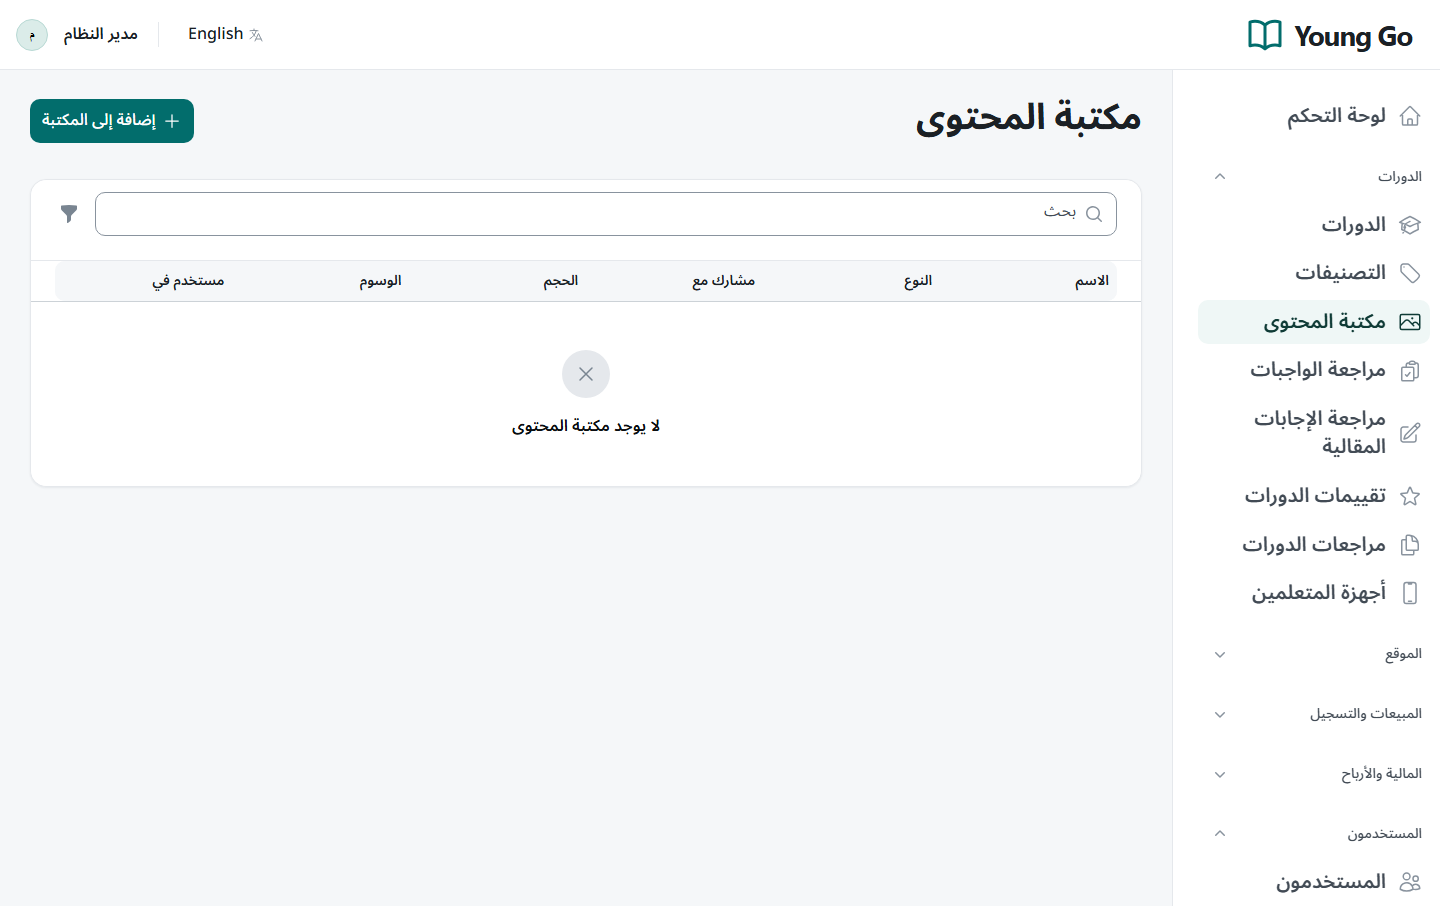 Young Go
English
مدير النظام
م
لوحة التحكم
الدورات
الدورات
التصنيفات
مكتبة المحتوى
مراجعة الواجبات
مراجعة الإجابات
المقالية
تقييمات الدورات
مراجعات الدورات
أجهزة المتعلمين
الموقع
المبيعات والتسجيل
المالية والأرباح
المستخدمون
المستخدمون
مكتبة المحتوى
إضافة إلى المكتبة
بحث
الاسم النوع مشارك مع الحجم الوسوم مستخدم في
لا يوجد مكتبة المحتوى